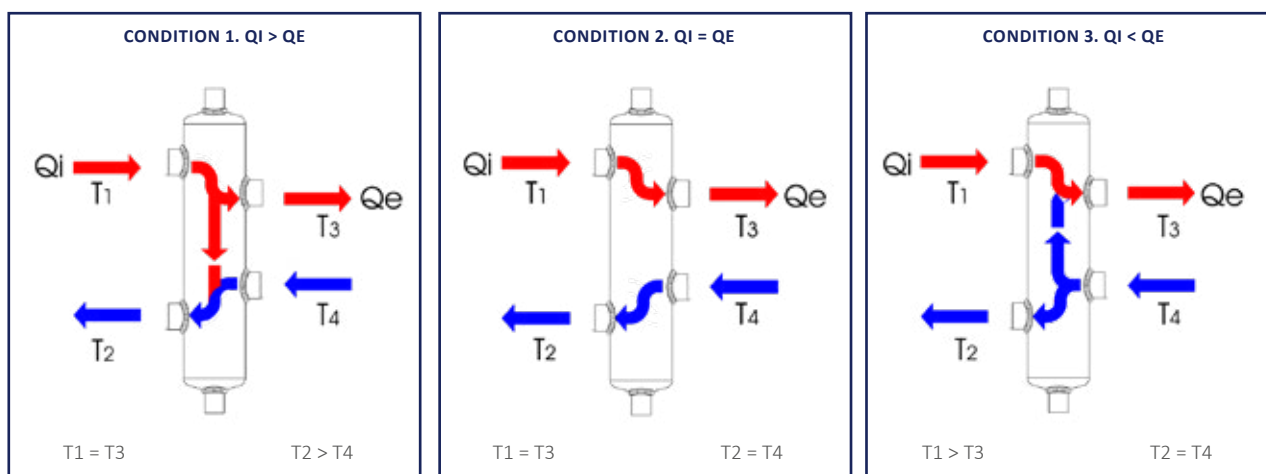 CONDITION 1. QI > QE
Qi
T1
Qe
T3
T4
T2
T1 = T3
T2 > T4
CONDITION 2. QI = QE
Qi
T1
Qe
T3
T4
T2
T1 = T3
T2 = T4
CONDITION 3. QI < QE
Qi
T1
Qe
T3
T4
T2
T1 > T3
T2 = T4